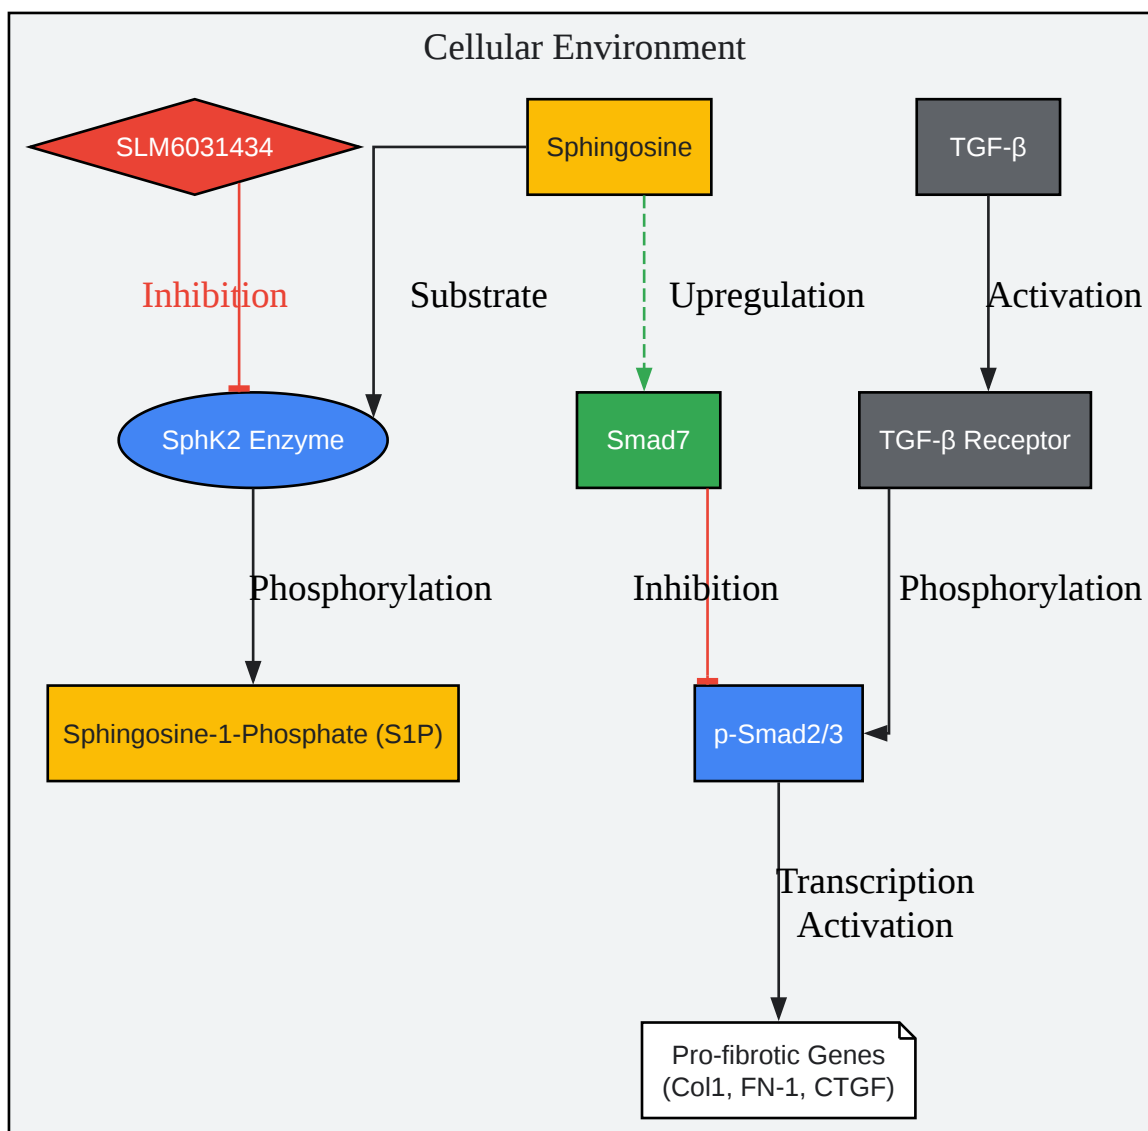 Cellular Environment
SLM6031434
Sphingosine
TGF-β
Inhibition
Substrate
Upregulation
Activation
SphK2 Enzyme
Smad7
TGF-β Receptor
Phosphorylation
Inhibition
Phosphorylation
Sphingosine-1-Phosphate (S1P)
p-Smad2/3
Transcription
Activation
Pro-fibrotic Genes
(Col1, FN-1, CTGF)